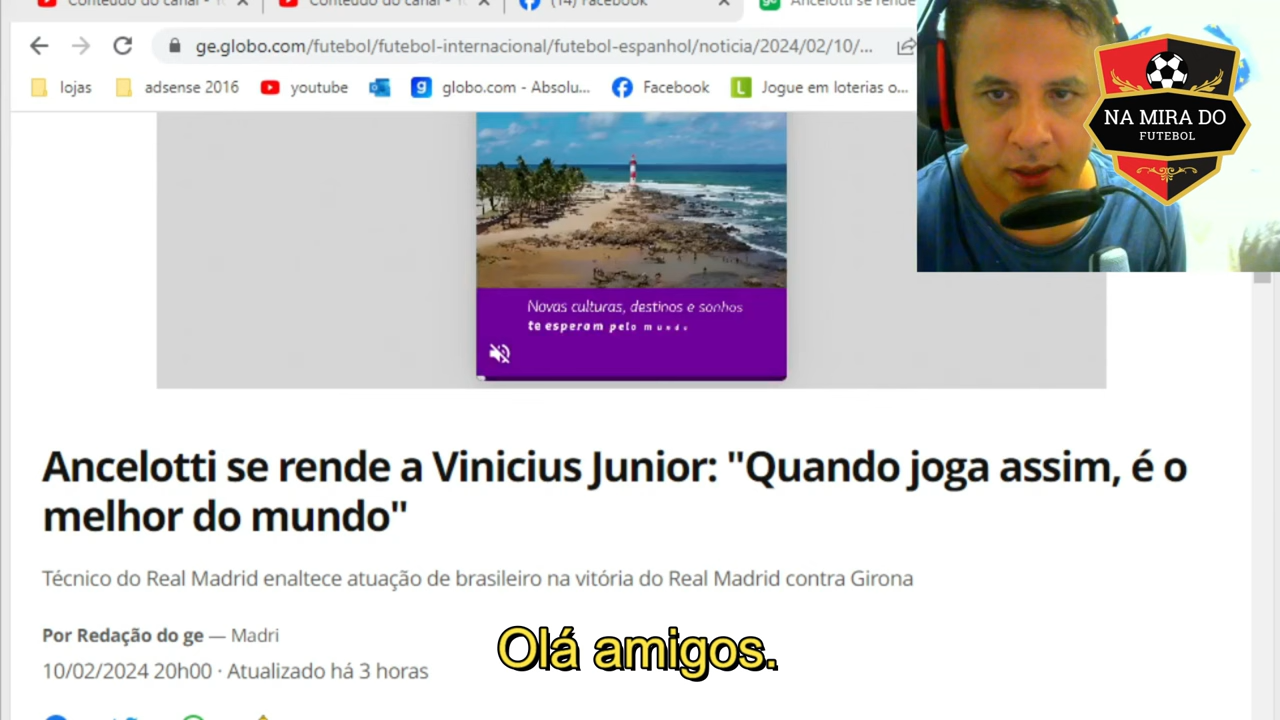 Conteúdo do canal
Conteúdo do canal
(14) Facebook
Ancelotti se rende
ge.globo.com/futebol/futebol-internacional/futebol-espanhol/noticia/2024/02/10/...
lojas
adsense 2016
youtube
globo.com - Absolu...
Facebook
Jogue em loterias o...
NA MIRA DO
FUTEBOL
Novas culturas, destinos e sonhos
te esperam pelo mundo
Ancelotti se rende a Vinicius Junior: "Quando joga assim, é o
melhor do mundo"
Técnico do Real Madrid enaltece atuação de brasileiro na vitória do Real Madrid contra Girona
Por Redação do ge — Madri
10/02/2024 20h00 · Atualizado há 3 horas
Olá amigos.